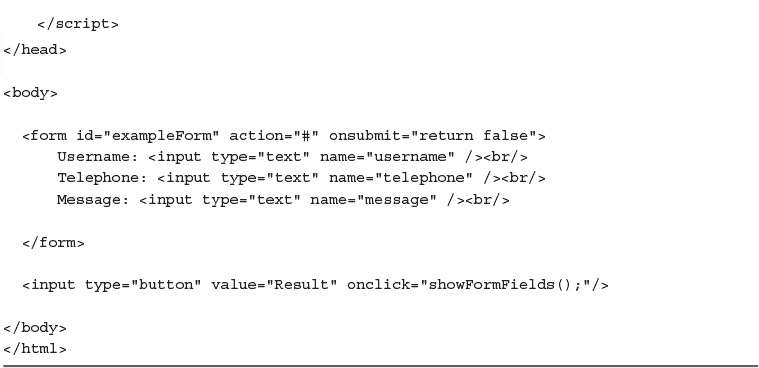 </script>
</head>
<body>
<form id="exampleForm" action="#" onsubmit="return false">
Username: <input type="text" name="username" /><br/>
Telephone: <input type="text" name="telephone" /><br/>
Message: <input type="text" name="message" /><br/>
</form>
<input type="button" value="Result" onclick="showFormFields();"/>
</body>
</html>